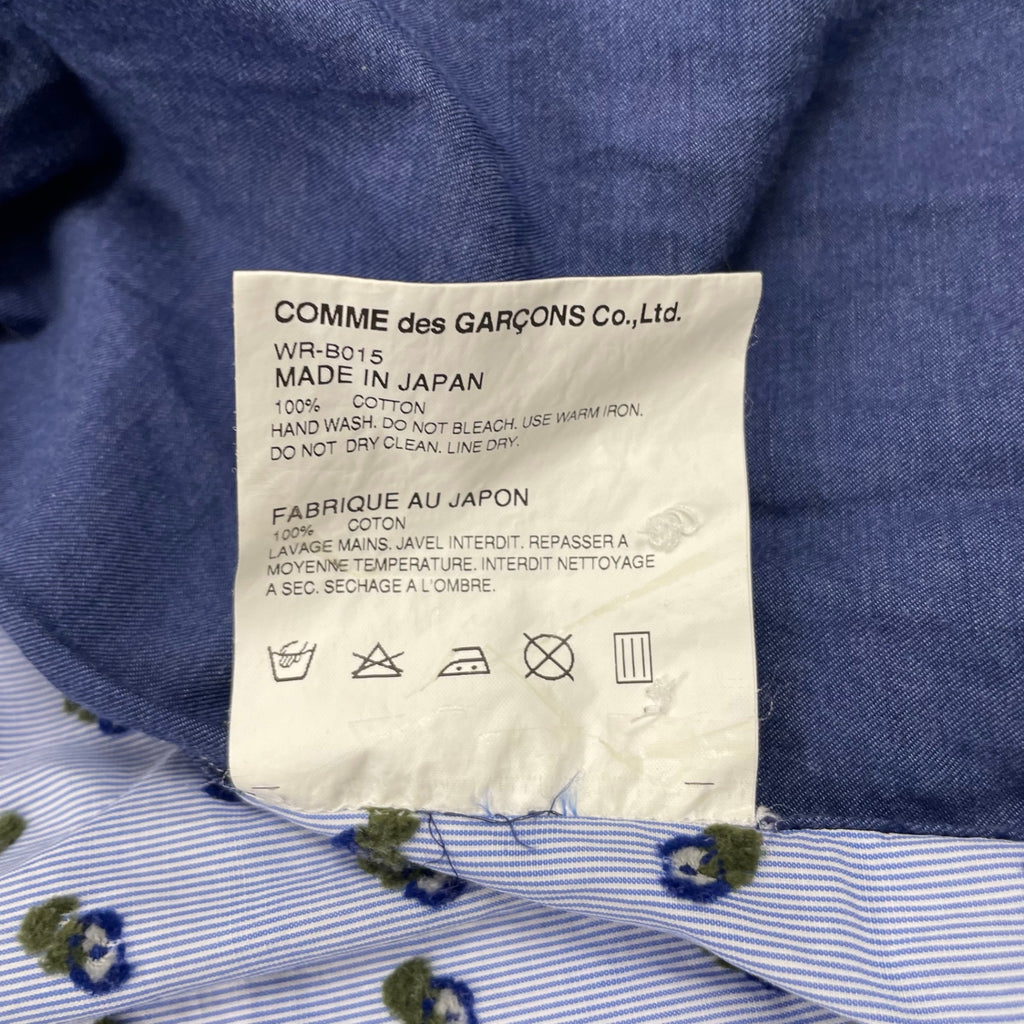 COMME des GARÇONS Co.,Ltd.
WR-B015
MADE IN JAPAN
100% COTTON
HAND WASH. DO NOT BLEACH. USE WARM IRON.
DO NOT DRY CLEAN. LINE DRY.
FABRIQUE AU JAPON
100% COTON
LAVAGE MAINS. JAVEL INTERDIT. REPASSER A
MOYENNE TEMPERATURE. INTERDIT NETTOYAGE
A SEC. SECHAGE A L'OMBRE.